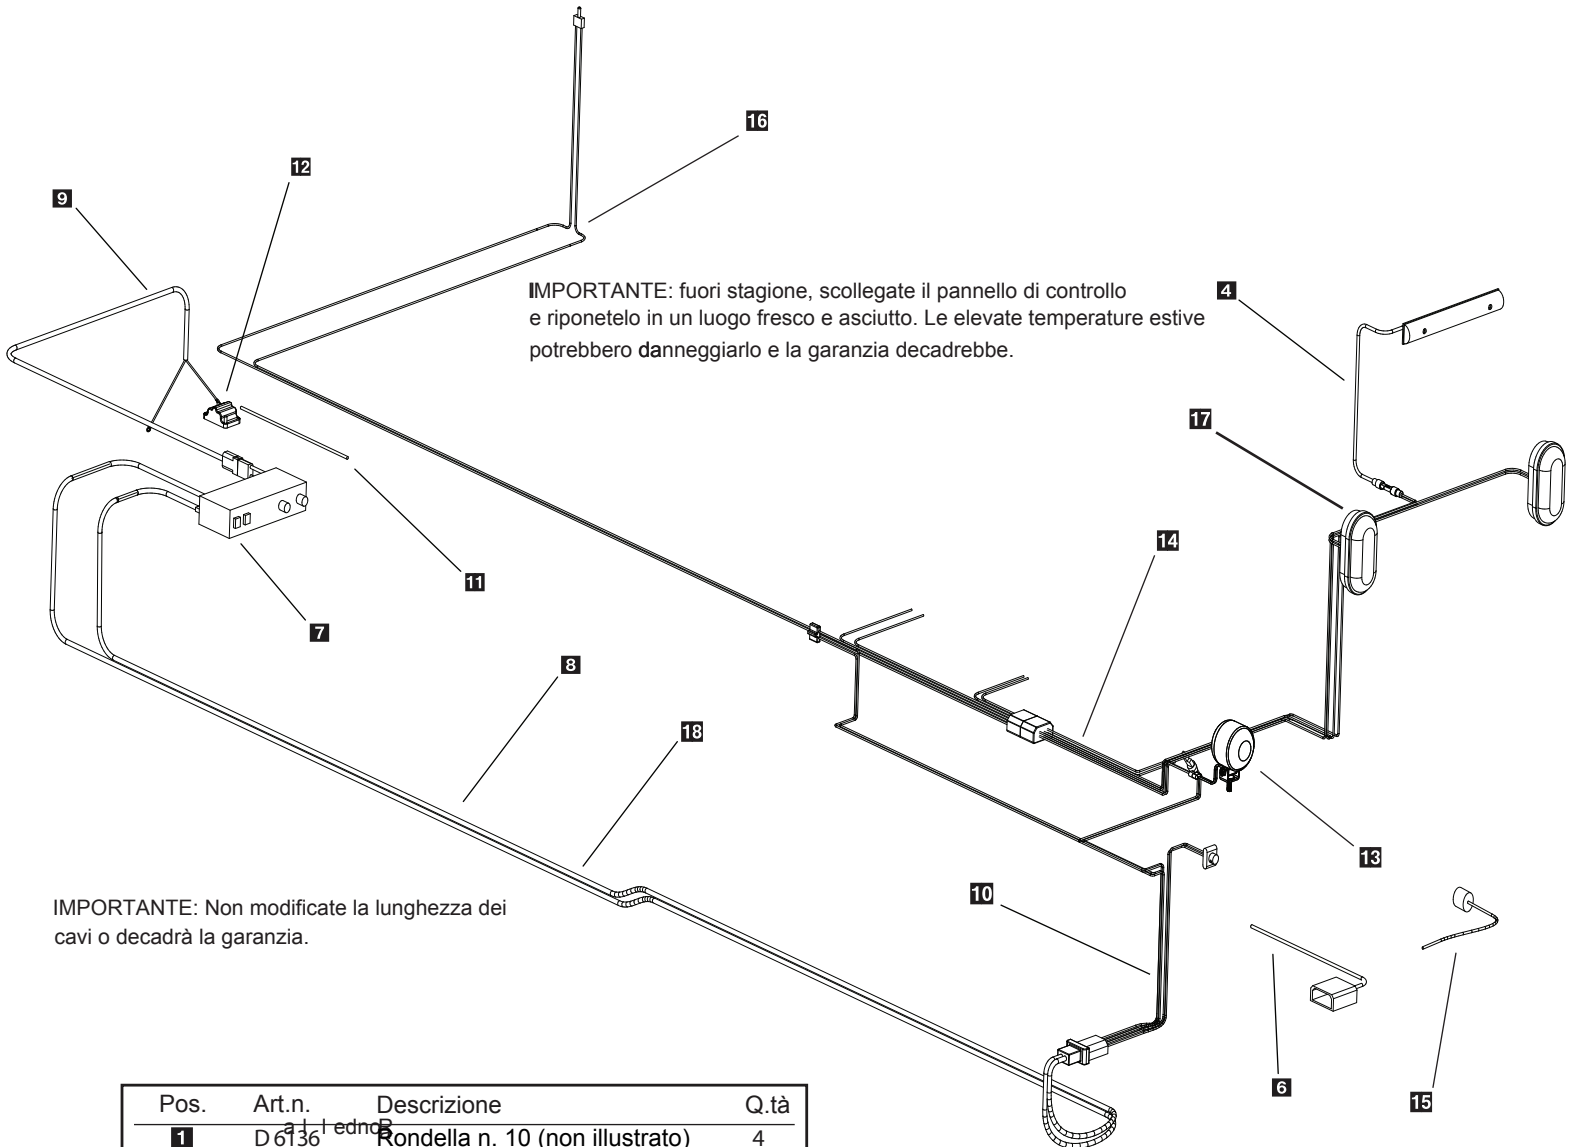 16
12
9
IMPORTANTE: fuori stagione, scollegate il pannello di controllo
e riponetelo in un luogo fresco e asciutto. Le elevate temperature estive
potrebbero danneggiarlo e la garanzia decadrebbe.
4
17
14
11
7
8
18
13
10
IMPORTANTE: Non modificate la lunghezza dei
cavi o decadrà la garanzia.
6
15
Pos. Art.n. Descrizione Q.tà
1 D6136 Rondella n. 10 (non illustrato) 4